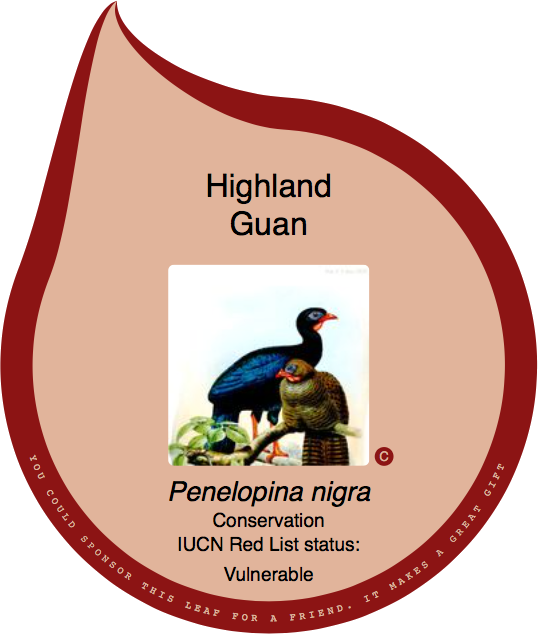 Highland
Guan
C
Penelopina nigra
Conservation
IUCN Red List status:
Vulnerable
YOU COULD SPONSOR THIS LEAF FOR A FRIEND. IT MAKES A GREAT GIFT